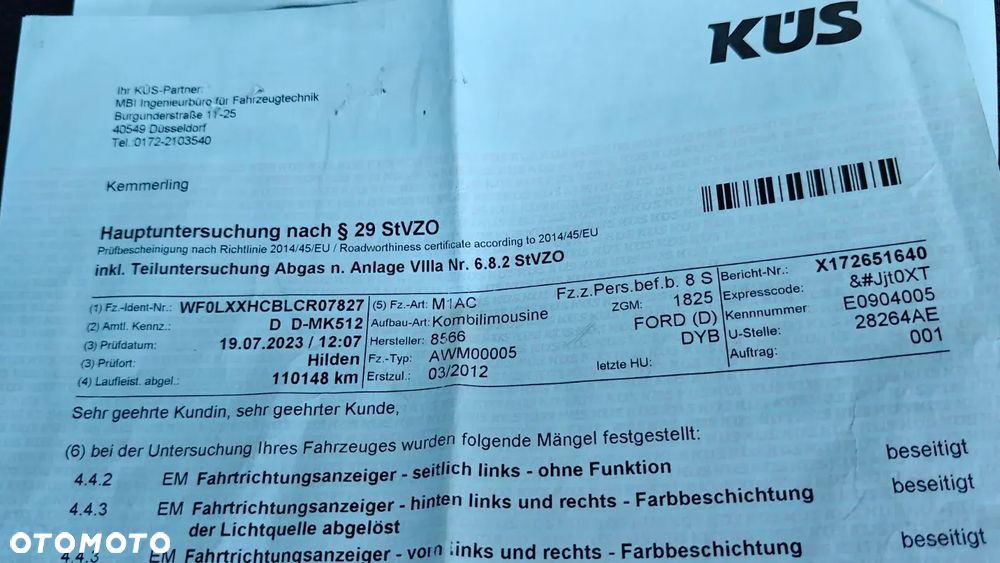 KÜS
Ihr KÜS-Partner:
MBI Ingenieurbüro für Fahrzeugtechnik
Burgunderstraße 11-25
40549 Düsseldorf
Tel.:0172-2103540
Kemmerling
Hauptuntersuchung nach § 29 StVZO
Prüfbescheinigung nach Richtlinie 2014/45/EU / Roadworthiness certificate according to 2014/45/EU
inkl. Teiluntersuchung Abgas n. Anlage VIIIa Nr. 6.8.2 StVZO
(1) Fz.-Ident-Nr.: WF0LXXHCBLCR07827
(2) Amtl. Kennz.: D D-MK512
(3) Prüfdatum: 19.07.2023 / 12:07
(3) Prüfort: Hilden
(4) Laufleist. abgel.: 110148 km
(5) Fz.-Art: M1AC Fz.z.Pers.bef.b. 8 S
Aufbau-Art: Kombilimousine ZGM: 1825
Hersteller: 8566 FORD (D)
Fz.-Typ: AWM00005 DYB
Erstzul.: 03/2012 letzte HU:
Bericht-Nr.: X172651640
Expresscode: &#Jjt0XT
Kennnummer E0904005
U-Stelle: 28264AE
Auftrag: 001
Sehr geehrte Kundin, sehr geehrter Kunde,
(6) bei der Untersuchung Ihres Fahrzeuges wurden folgende Mängel festgestellt:
4.4.2 EM Fahrtrichtungsanzeiger - seitlich links - ohne Funktion beseitigt
4.4.3 EM Fahrtrichtungsanzeiger - hinten links und rechts - Farbbeschichtung beseitigt
der Lichtquelle abgelöst
4.4.3 EM Fahrtrichtungsanzeiger - vorn links und rechts - Farbbeschichtung beseitigt
OTOMOTO